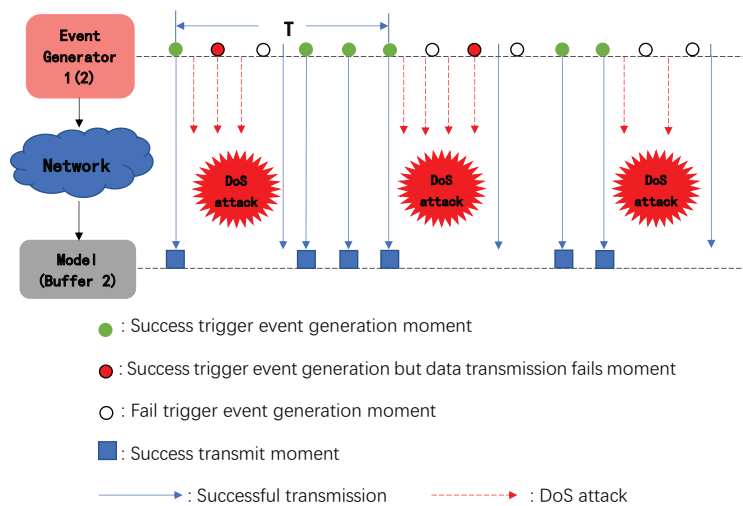 Event
Generator
1(2)
T
Network
DoS
attack
DoS
attack
DoS
attack
Model
(Buffer 2)
: Success trigger event generation moment
: Success trigger event generation but data transmission fails moment
: Fail trigger event generation moment
: Success transmit moment
: Successful transmission
: DoS attack